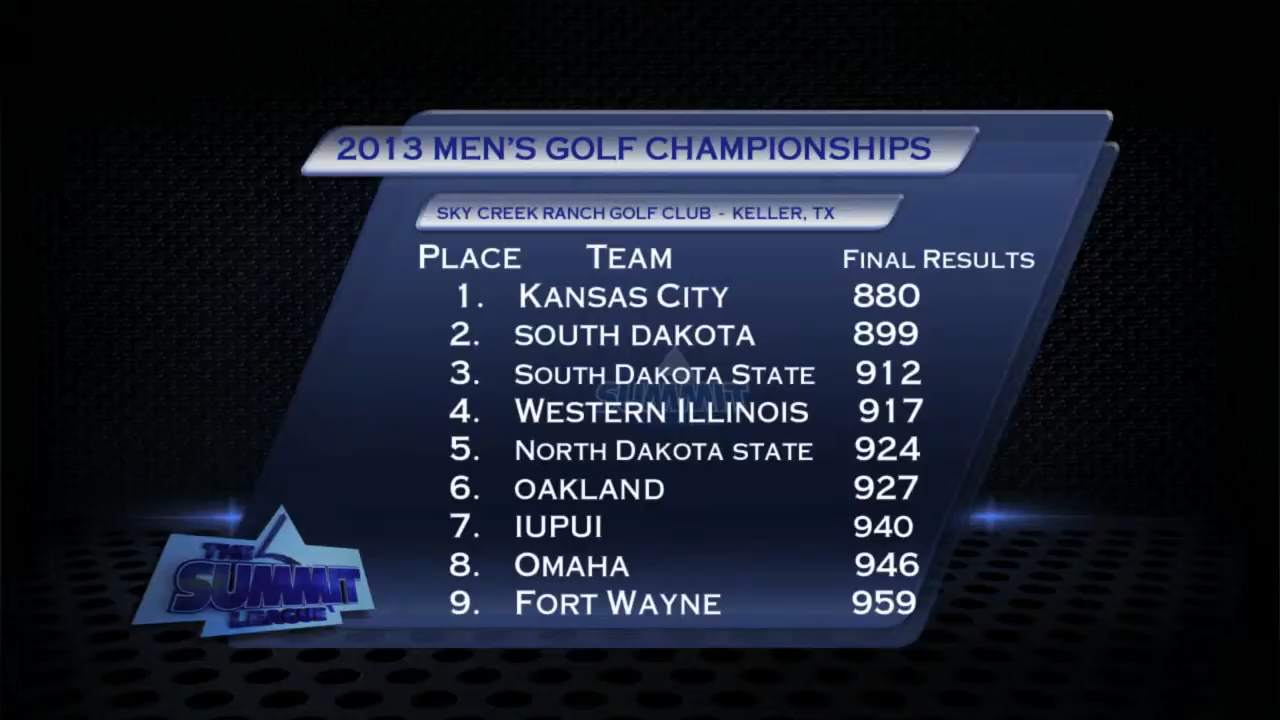 2013 MEN'S GOLF CHAMPIONSHIPS
SKY CREEK RANCH GOLF CLUB - KELLER, TX
PLACE TEAM FINAL RESULTS
1. KANSAS CITY 880
2. SOUTH DAKOTA 899
3. SOUTH DAKOTA STATE 912
4. WESTERN ILLINOIS 917
5. NORTH DAKOTA STATE 924
6. OAKLAND 927
7. IUPUI 940
8. OMAHA 946
9. FORT WAYNE 959
SUMMIT
THE
SUMMIT
LEAGUE